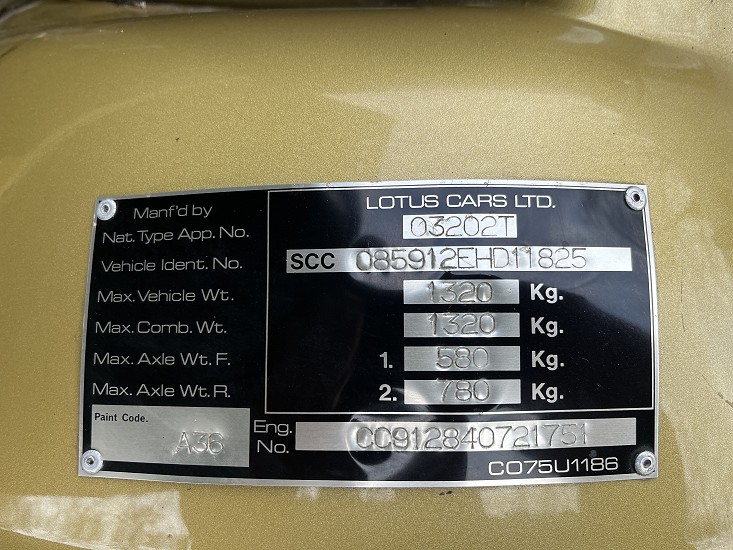 Manf'd by LOTUS CARS LTD.
Nat. Type App. No. 03202T
Vehicle Ident. No. SCC 085912EHD11825
Max. Vehicle Wt. 1320 Kg.
Max. Comb. Wt. 1320 Kg.
Max. Axle Wt. F. 1. 580 Kg.
Max. Axle Wt. R. 2. 780 Kg.
Paint Code. A36
Eng. No. CC912840721751
C075U1186